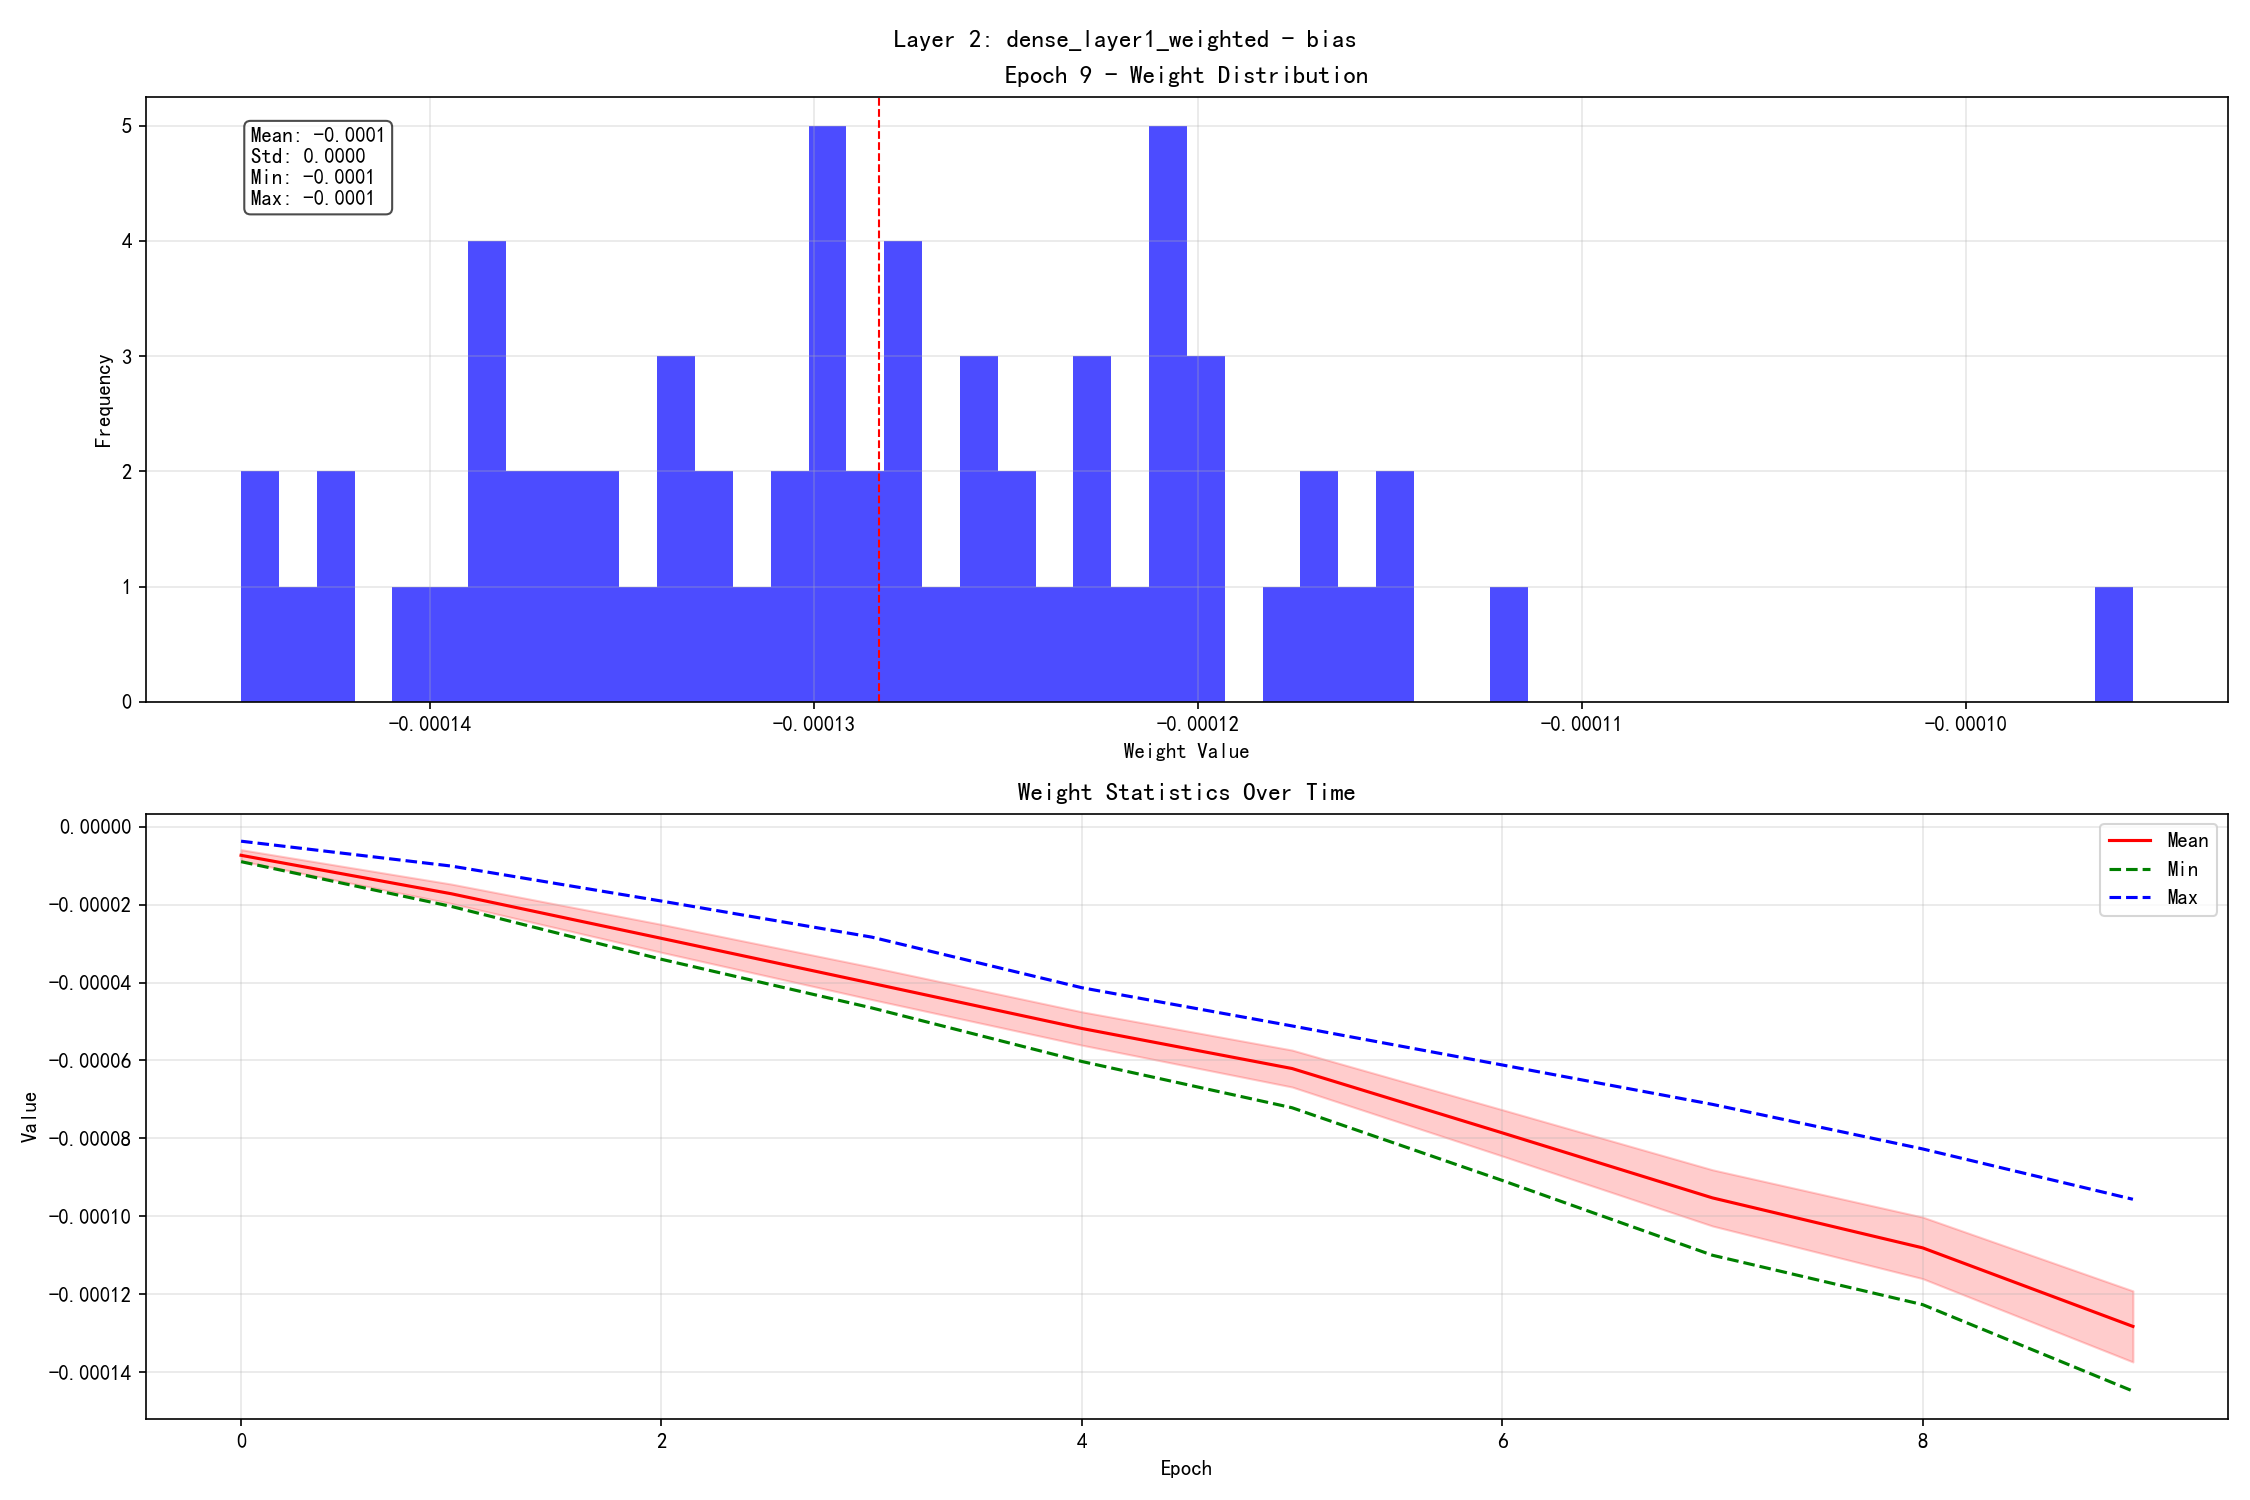 Layer 2: dense_layer1_weighted - bias
Epoch 9 - Weight Distribution
Mean: -0.0001
Std: 0.0000
Min: -0.0001
Max: -0.0001
5
4
3
2
1
0
Frequency
-0.00014 -0.00013 -0.00012 -0.00011 -0.00010
Weight Value
Weight Statistics Over Time
0.00000
-0.00002
-0.00004
-0.00006
-0.00008
-0.00010
-0.00012
-0.00014
Value
Mean
Min
Max
0 2 4 6 8
Epoch